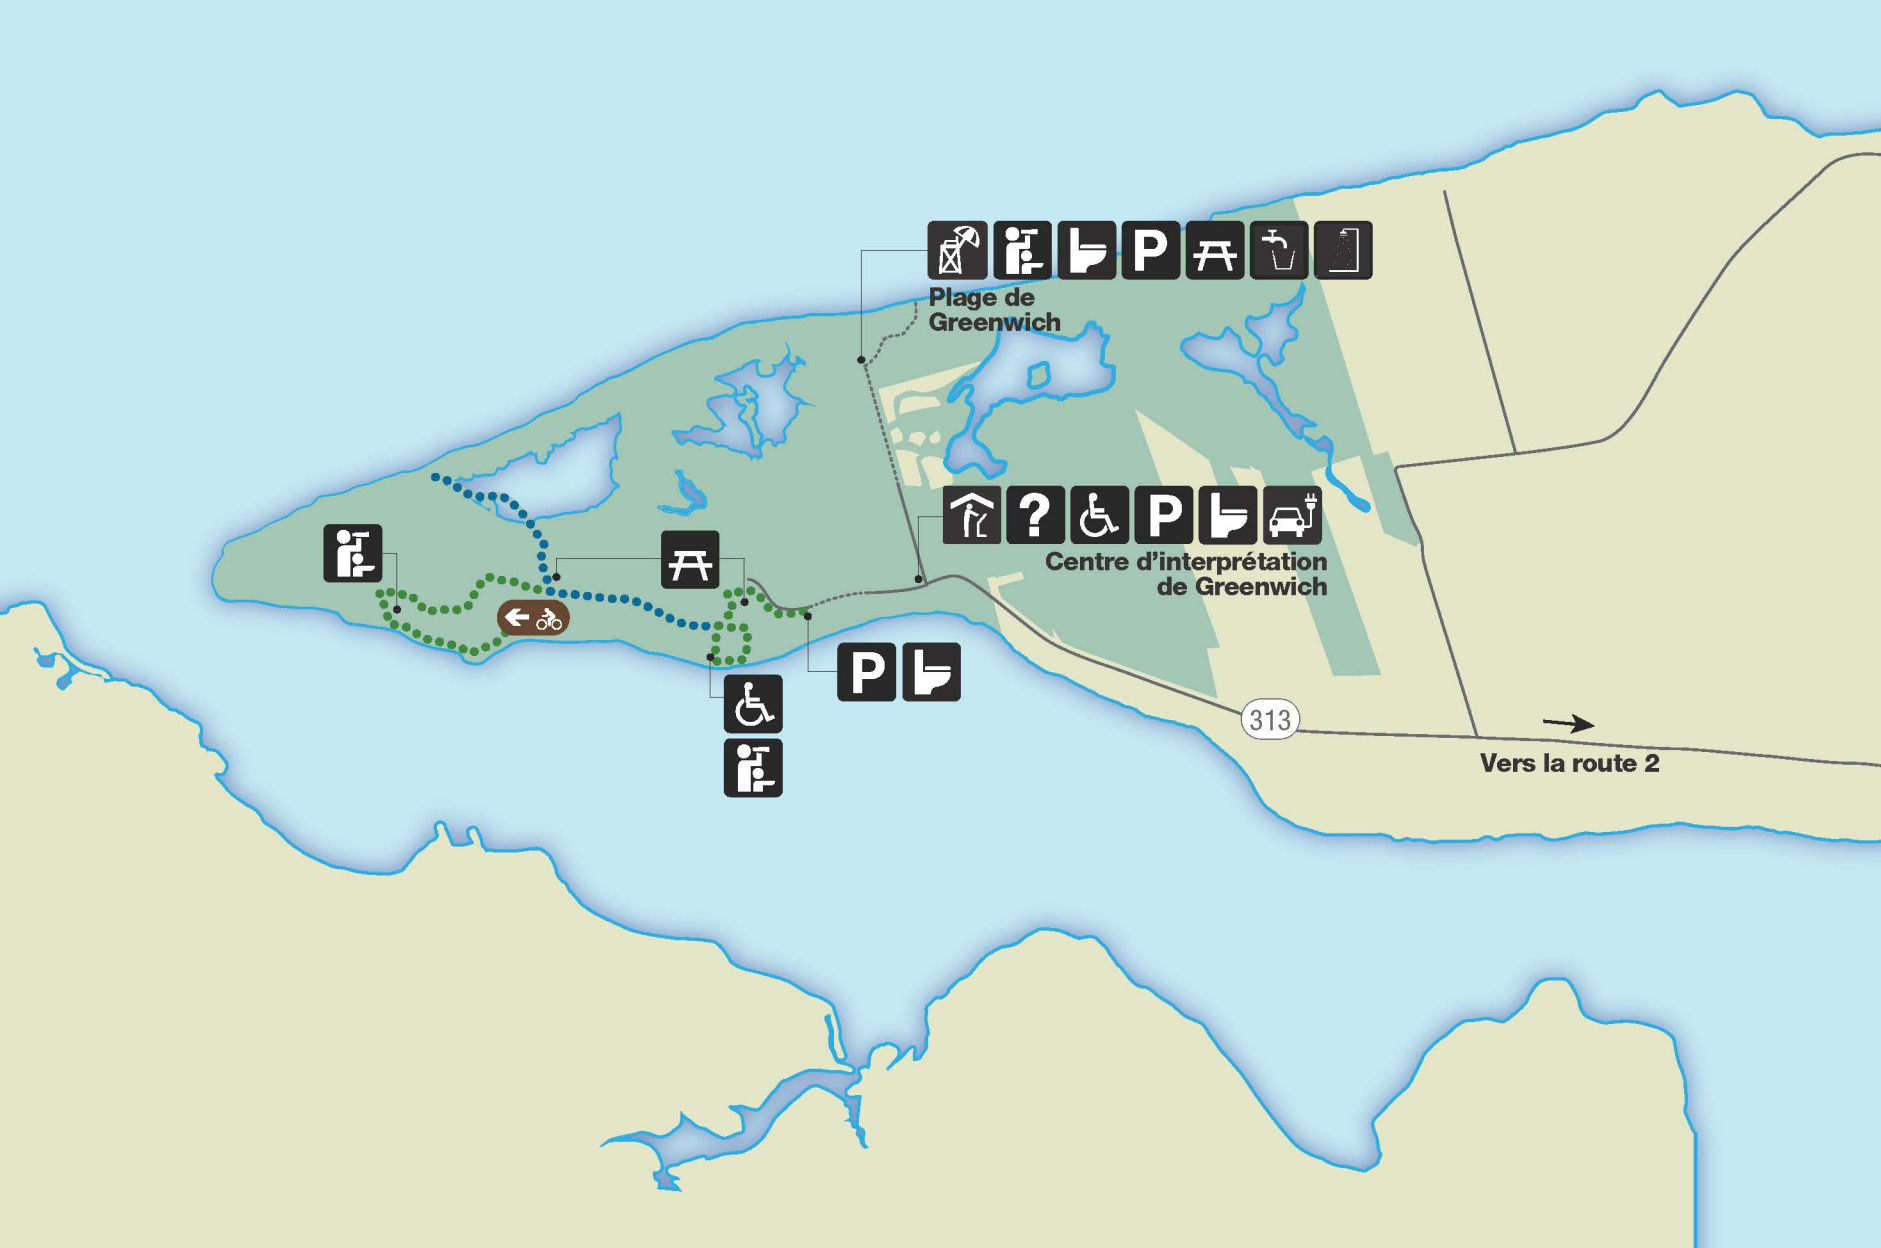 P
Plage de
Greenwich
? P
Centre d'interprétation
de Greenwich
P
313
Vers la route 2